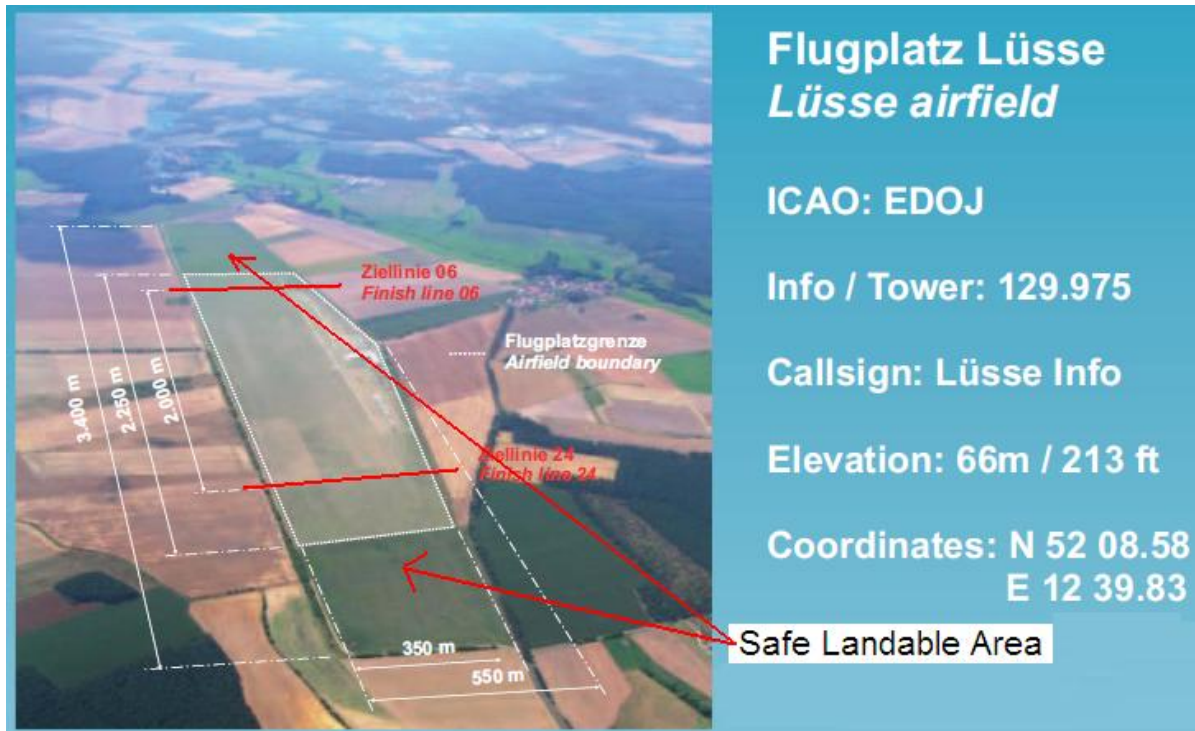 Flugplatz Lüsse
Lüsse airfield
ICAO: EDOJ
Info / Tower: 129.975
Callsign: Lüsse Info
Elevation: 66m / 213 ft
Coordinates: N 52 08.58
E 12 39.83
Safe Landable Area
Ziellinie 06
Finish line 06
Flugplatzgrenze
Airfield boundary
Ziellinie 24
Finish line 24
3.400 m
2.250 m
2.000 m
350 m
550 m